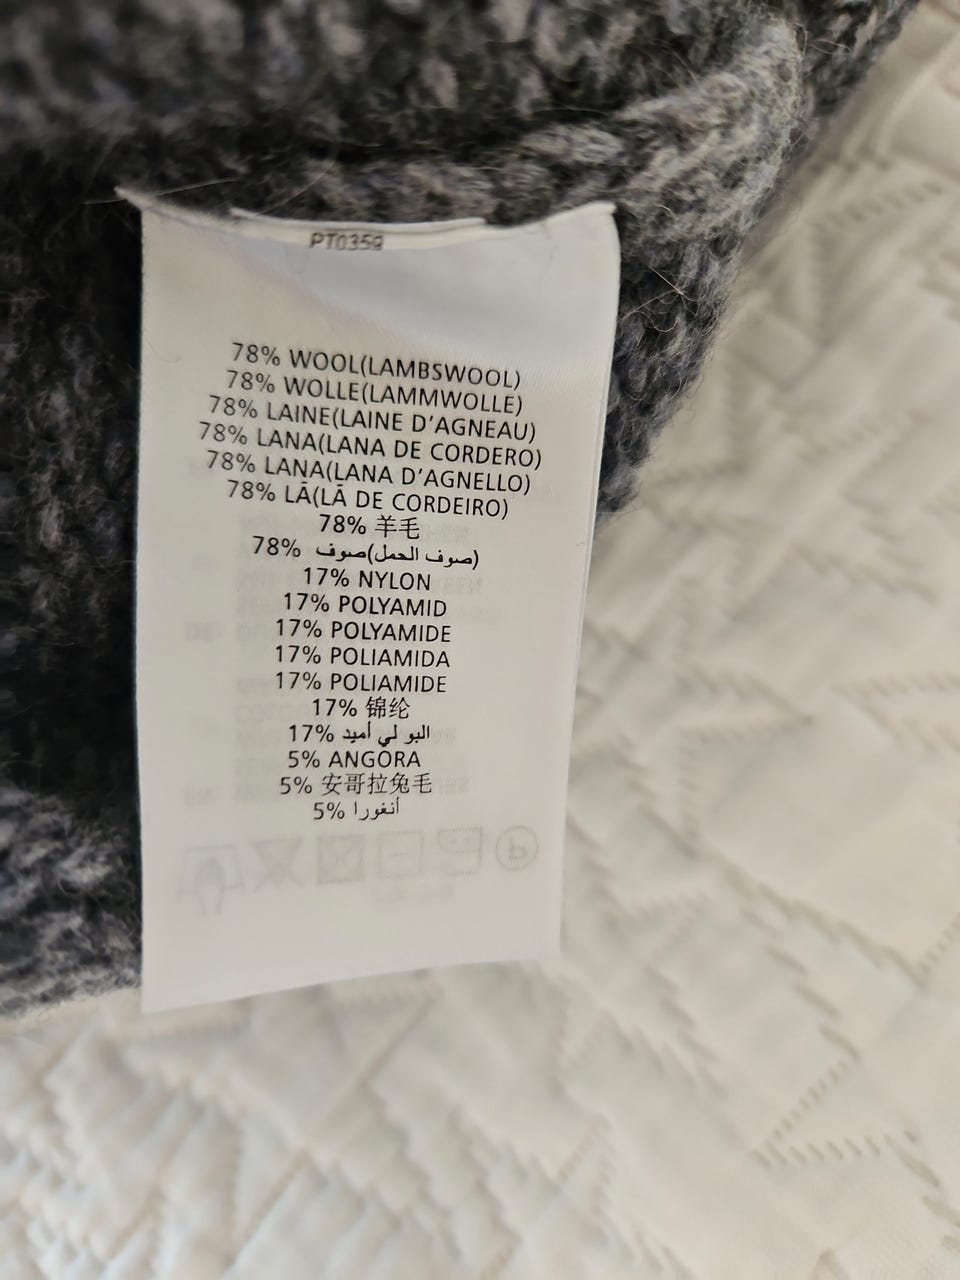 PT0359
78% WOOL(LAMBSWOOL)
78% WOLLE(LAMMWOLLE)
78% LAINE(LAINE D'AGNEAU)
78% LANA(LANA DE CORDERO)
78% LANA(LANA D'AGNELLO)
78% LÃ(LÃ DE CORDEIRO)
78% 羊毛
78% صوف(صوف الحمل)
17% NYLON
17% POLYAMID
17% POLYAMIDE
17% POLIAMIDA
17% POLIAMIDE
17% 锦纶
17% البو لي أميد
5% ANGORA
5% 安哥拉兔毛
5% أنغورا